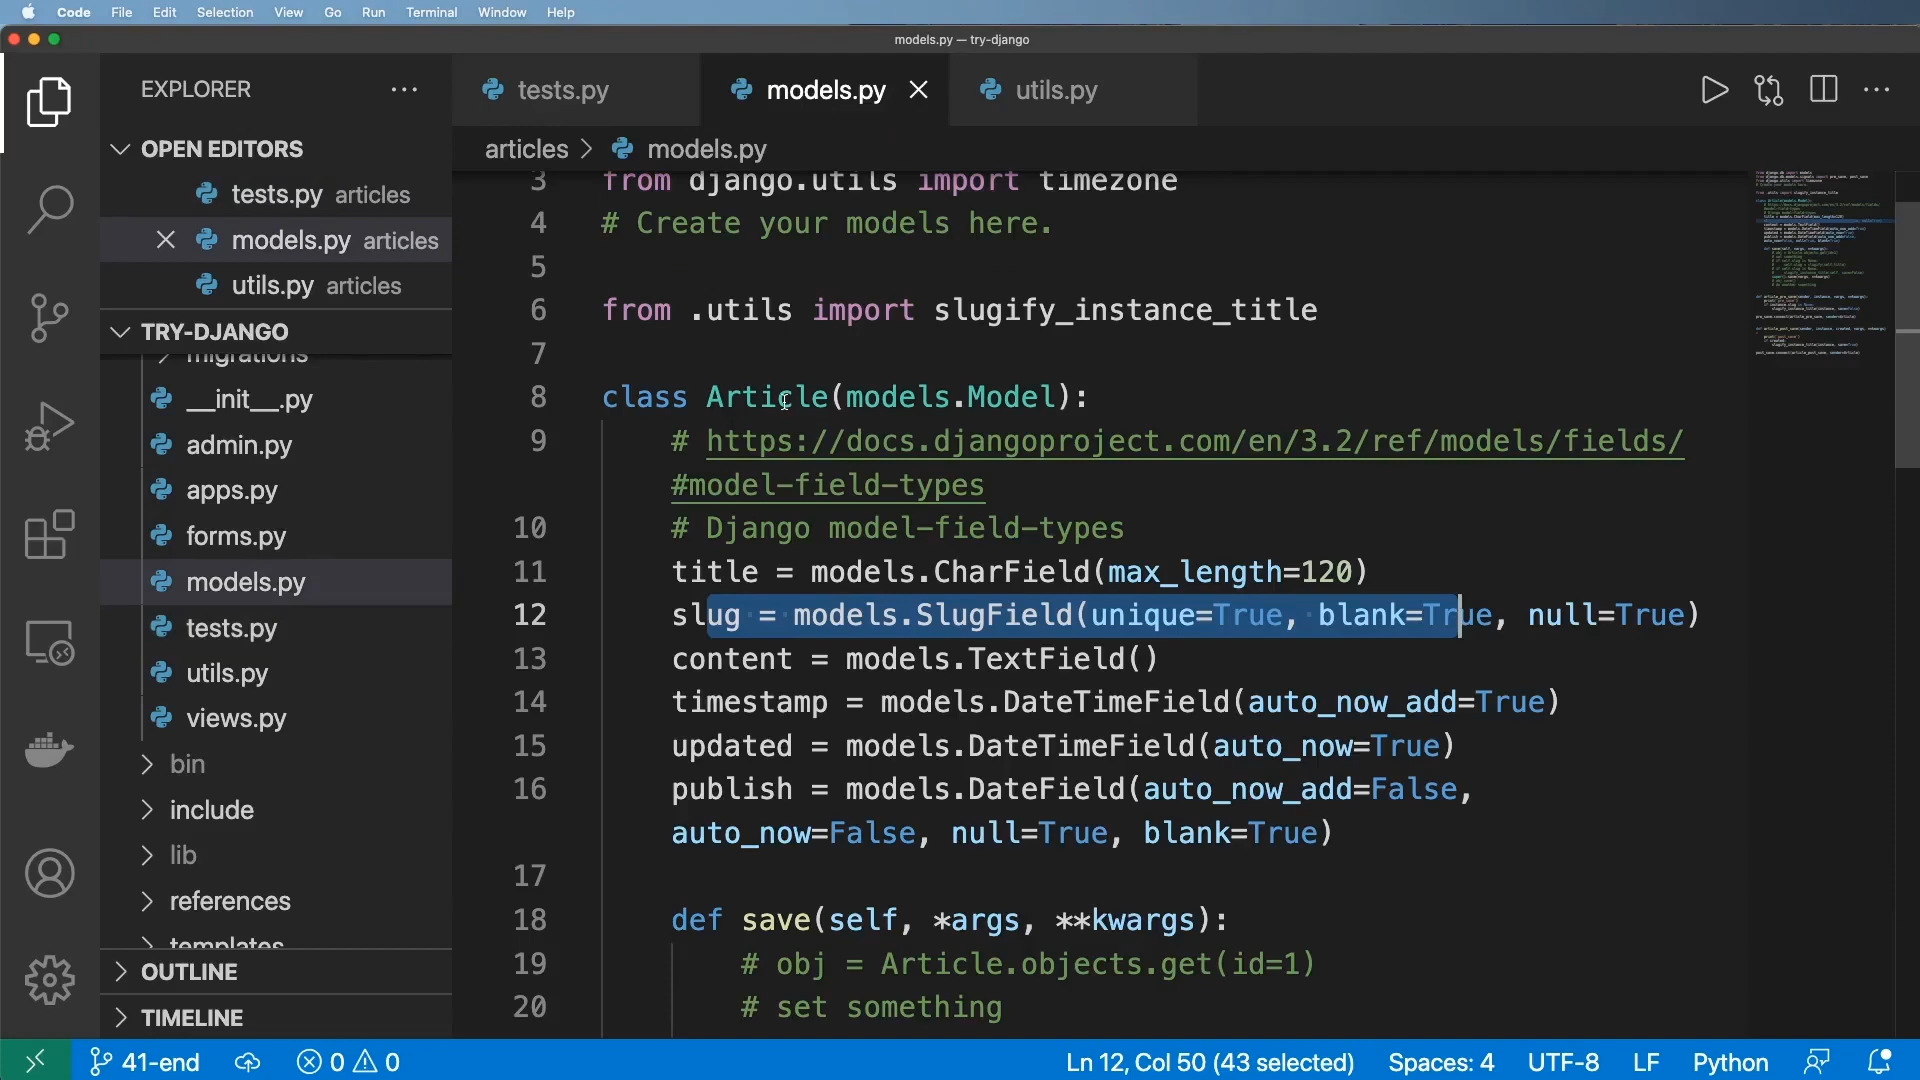 Code File Edit Selection View Go Run Terminal Window Help
models.py — try-django
EXPLORER
OPEN EDITORS
tests.py articles
models.py articles
utils.py articles
TRY-DJANGO
migrations
__init__.py
admin.py
apps.py
forms.py
models.py
tests.py
utils.py
views.py
bin
include
lib
references
templates
OUTLINE
TIMELINE
tests.py models.py utils.py
articles > models.py
3 from django.utils import timezone
4 # Create your models here.
5
6 from .utils import slugify_instance_title
7
8 class Article(models.Model):
9 # https://docs.djangoproject.com/en/3.2/ref/models/fields/
#model-field-types
10 # Django model-field-types
11 title = models.CharField(max_length=120)
12 slug = models.SlugField(unique=True, blank=True, null=True)
13 content = models.TextField()
14 timestamp = models.DateTimeField(auto_now_add=True)
15 updated = models.DateTimeField(auto_now=True)
16 publish = models.DateField(auto_now_add=False,
auto_now=False, null=True, blank=True)
17
18 def save(self, *args, **kwargs):
19 # obj = Article.objects.get(id=1)
20 # set something
41-end 0 0 Ln 12, Col 50 (43 selected) Spaces: 4 UTF-8 LF Python